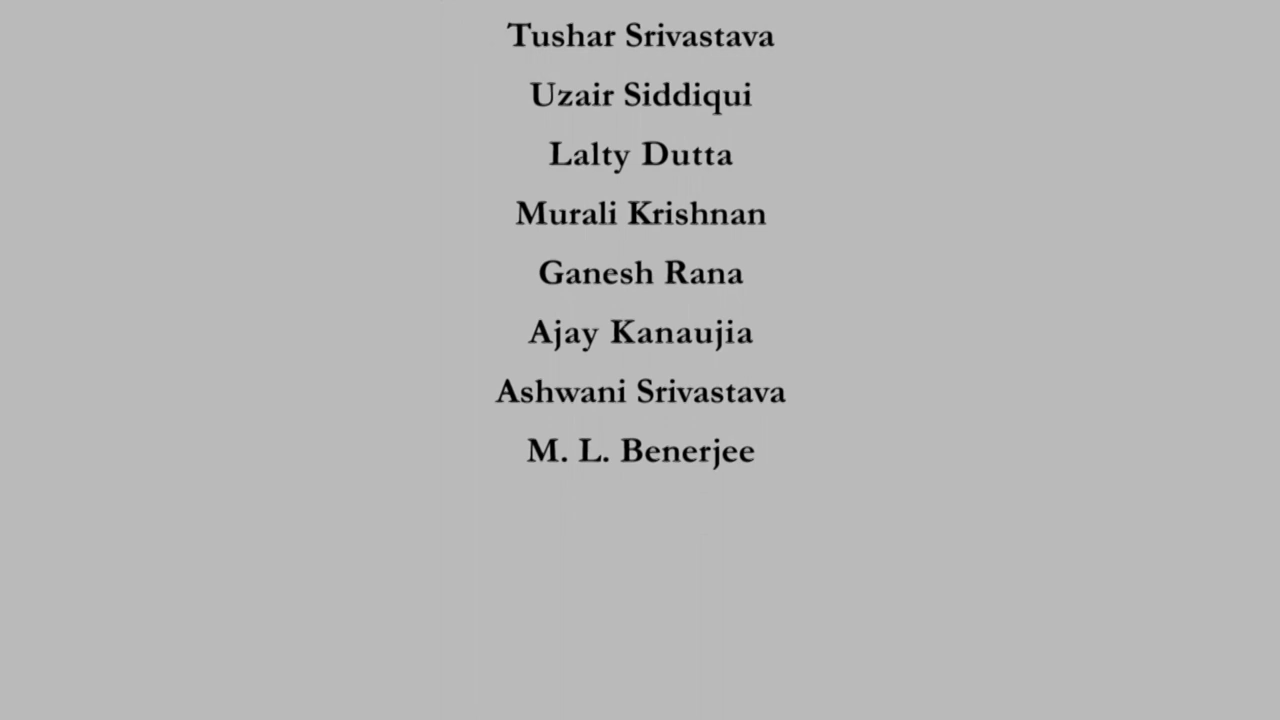 Tushar Srivastava
Uzair Siddiqui
Lalty Dutta
Murali Krishnan
Ganesh Rana
Ajay Kanaujia
Ashwani Srivastava
M. L. Benerjee